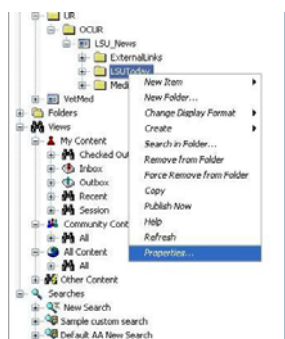 UR
OCUR
LSU_News
ExternalLinks
LSUToday
Medi
VetMed
Folders
Views
My Content
Checked Out
Inbox
Outbox
Recent
Session
Community Cont
All
All Content
All
Other Content
Searches
New Search
Sample custom search
Default AA New Search
New Item
New Folder...
Change Display Format
Create
Search in Folder...
Remove from Folder
Force Remove from Folder
Copy
Publish Now
Help
Refresh
Properties...